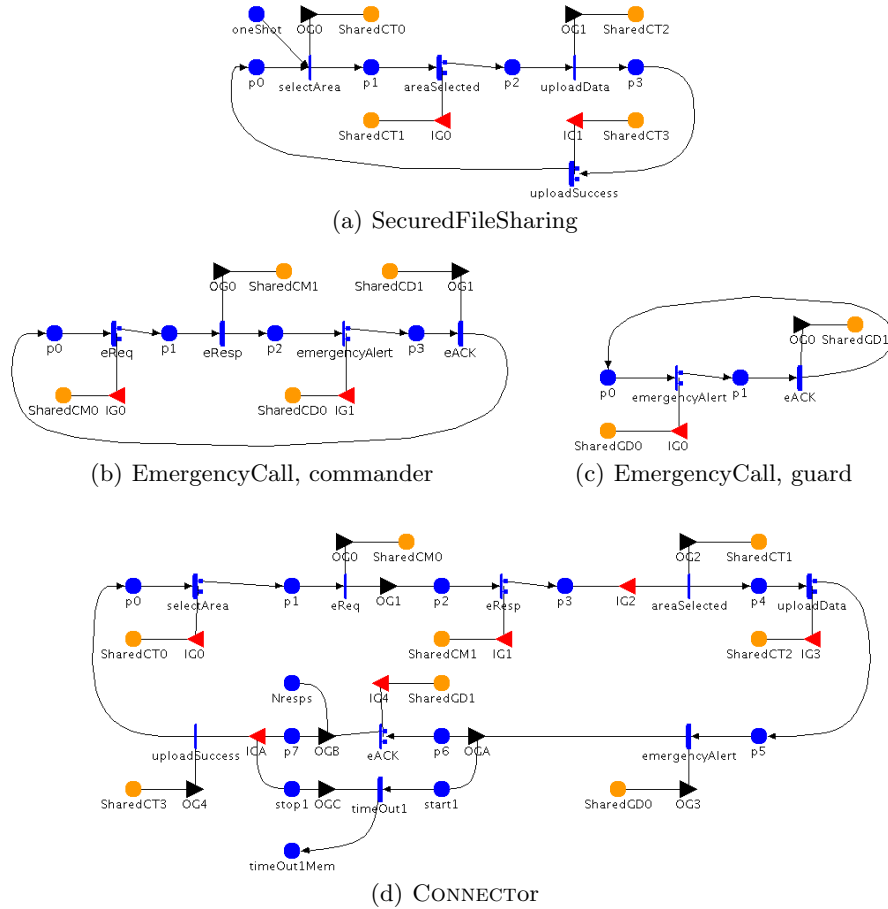 oneShot
OG0
SharedCT0
OG1
SharedCT2
p0
selectArea
p1
areaSelected
p2
uploadData
p3
SharedCT1
IG0
IG1
SharedCT3
uploadSuccess
(a) SecuredFileSharing
OG0
SharedCM1
SharedCD1
OG1
p0
eReq
p1
eResp
p2
emergencyAlert
p3
eACK
SharedCM0
IG0
SharedCD0
IG1
(b) EmergencyCall, commander
OG0
SharedGD1
p0
emergencyAlert
p1
eACK
SharedGD0
IG0
(c) EmergencyCall, guard
OG0
SharedCM0
OG2
SharedCT1
p0
selectArea
p1
eReq
OG1
p2
eResp
p3
IG2
areaSelected
p4
uploadData
SharedCT0
IG0
SharedCM1
IG1
SharedCT2
IG3
Nresps
IG4
SharedGD1
uploadSuccess
IGA
p7
OGB
eACK
p6
OGA
emergencyAlert
p5
SharedCT3
OG4
stop1
OGC
timeOut1
start1
SharedGD0
OG3
timeOut1Mem
(d) CONNECTor